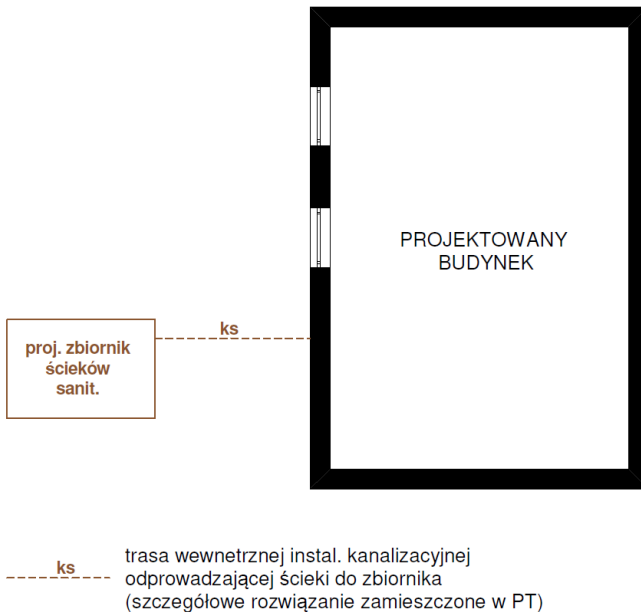 PROJEKTOWANY
BUDYNEK
ks
proj. zbiornik
ścieków
sanit.
ks
trasa wewnetrznej instal. kanalizacyjnej
odprowadzającej ścieki do zbiornika
(szczegółowe rozwiązanie zamieszczone w PT)